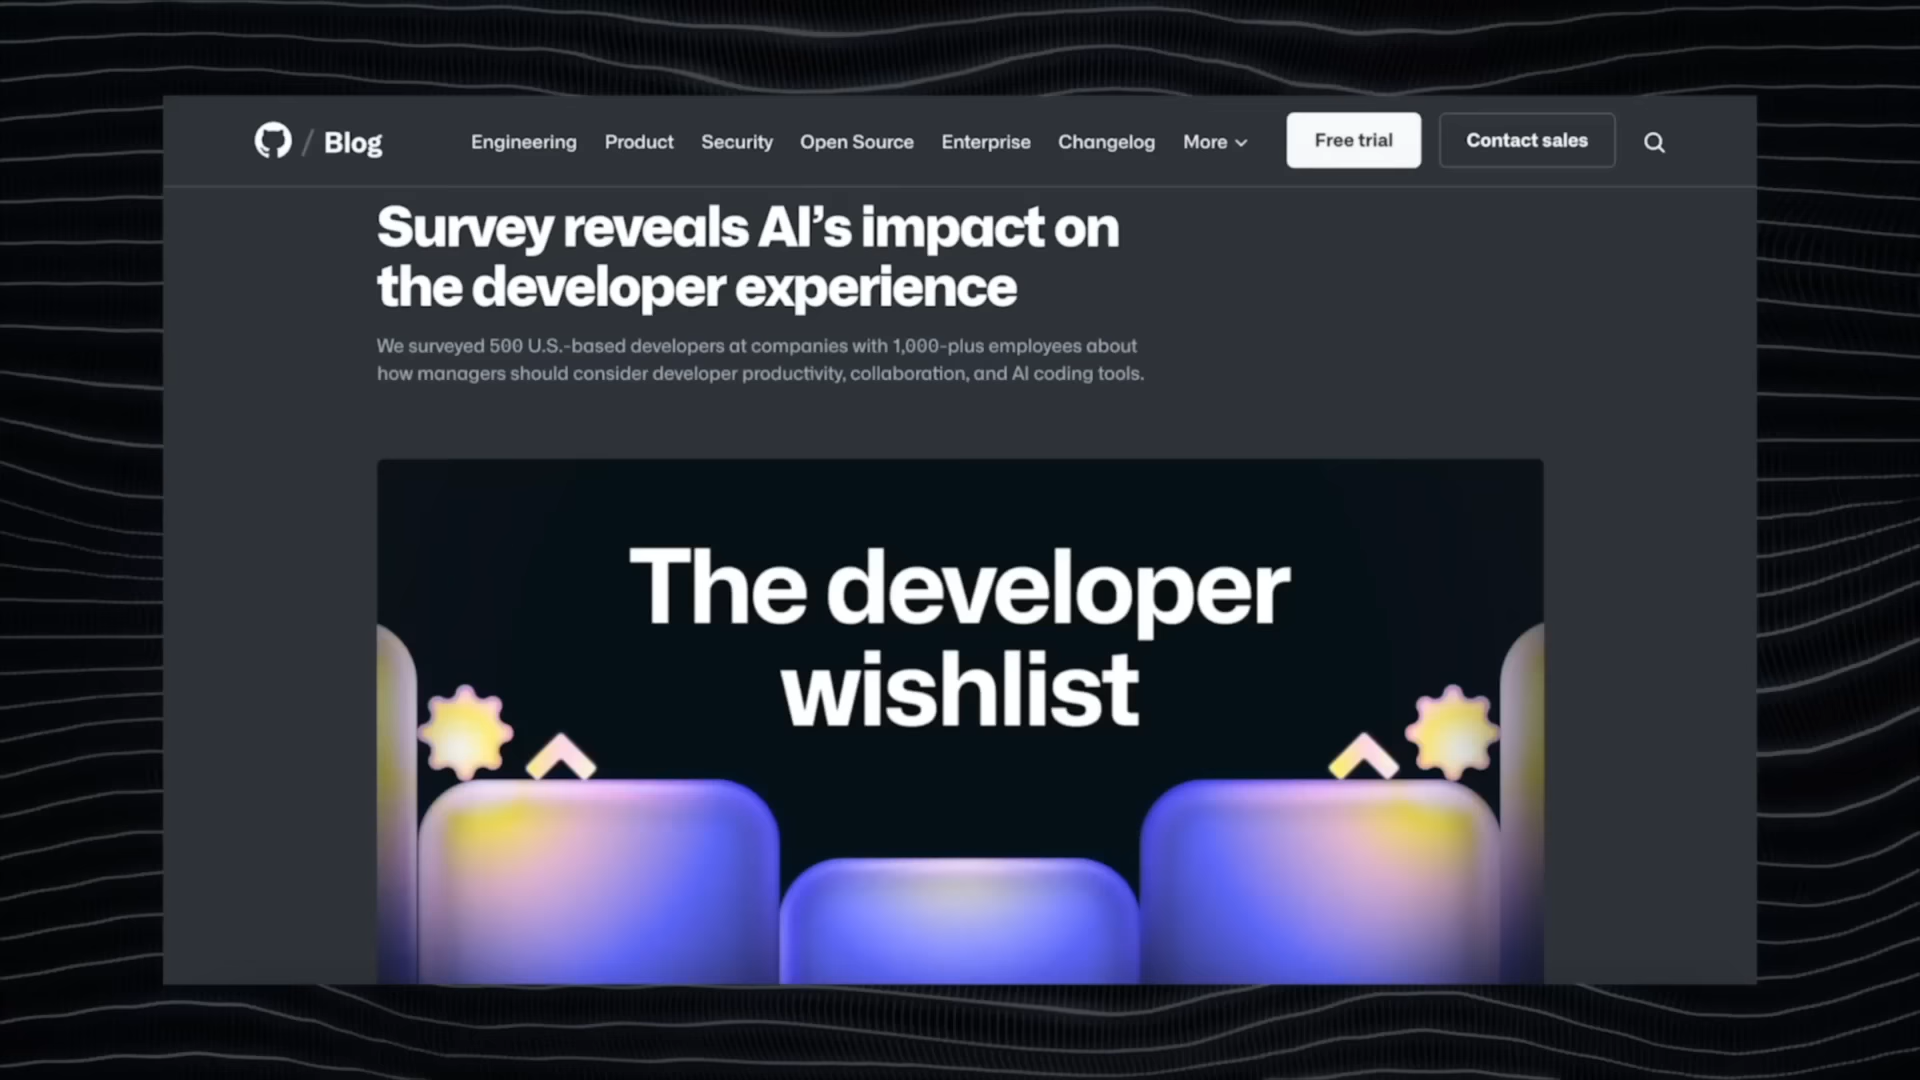 / Blog Engineering Product Security Open Source Enterprise Changelog More Free trial Contact sales
Survey reveals AI’s impact on
the developer experience
We surveyed 500 U.S.-based developers at companies with 1,000-plus employees about
how managers should consider developer productivity, collaboration, and AI coding tools.
The developer
wishlist